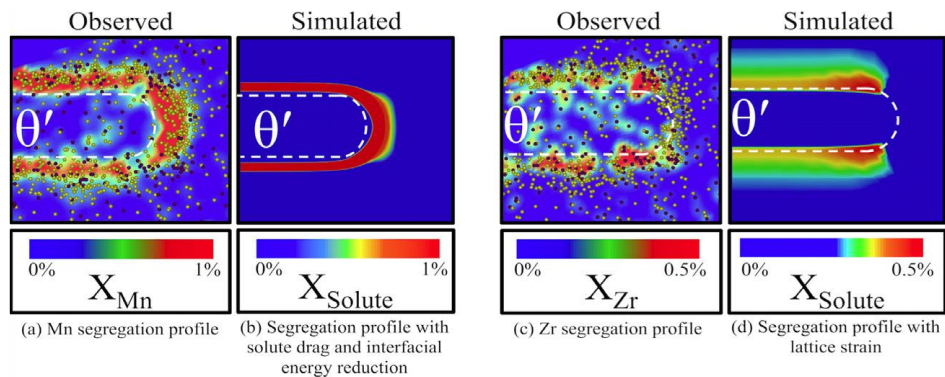 Observed
Simulated
Observed
Simulated
θ′
θ′
θ′
θ′
0%
1%
X_Mn
0%
1%
X_Solute
0%
0.5%
X_Zr
0%
0.5%
X_Solute
(a) Mn segregation profile
(b) Segregation profile with
solute drag and interfacial
energy reduction
(c) Zr segregation profile
(d) Segregation profile with
lattice strain